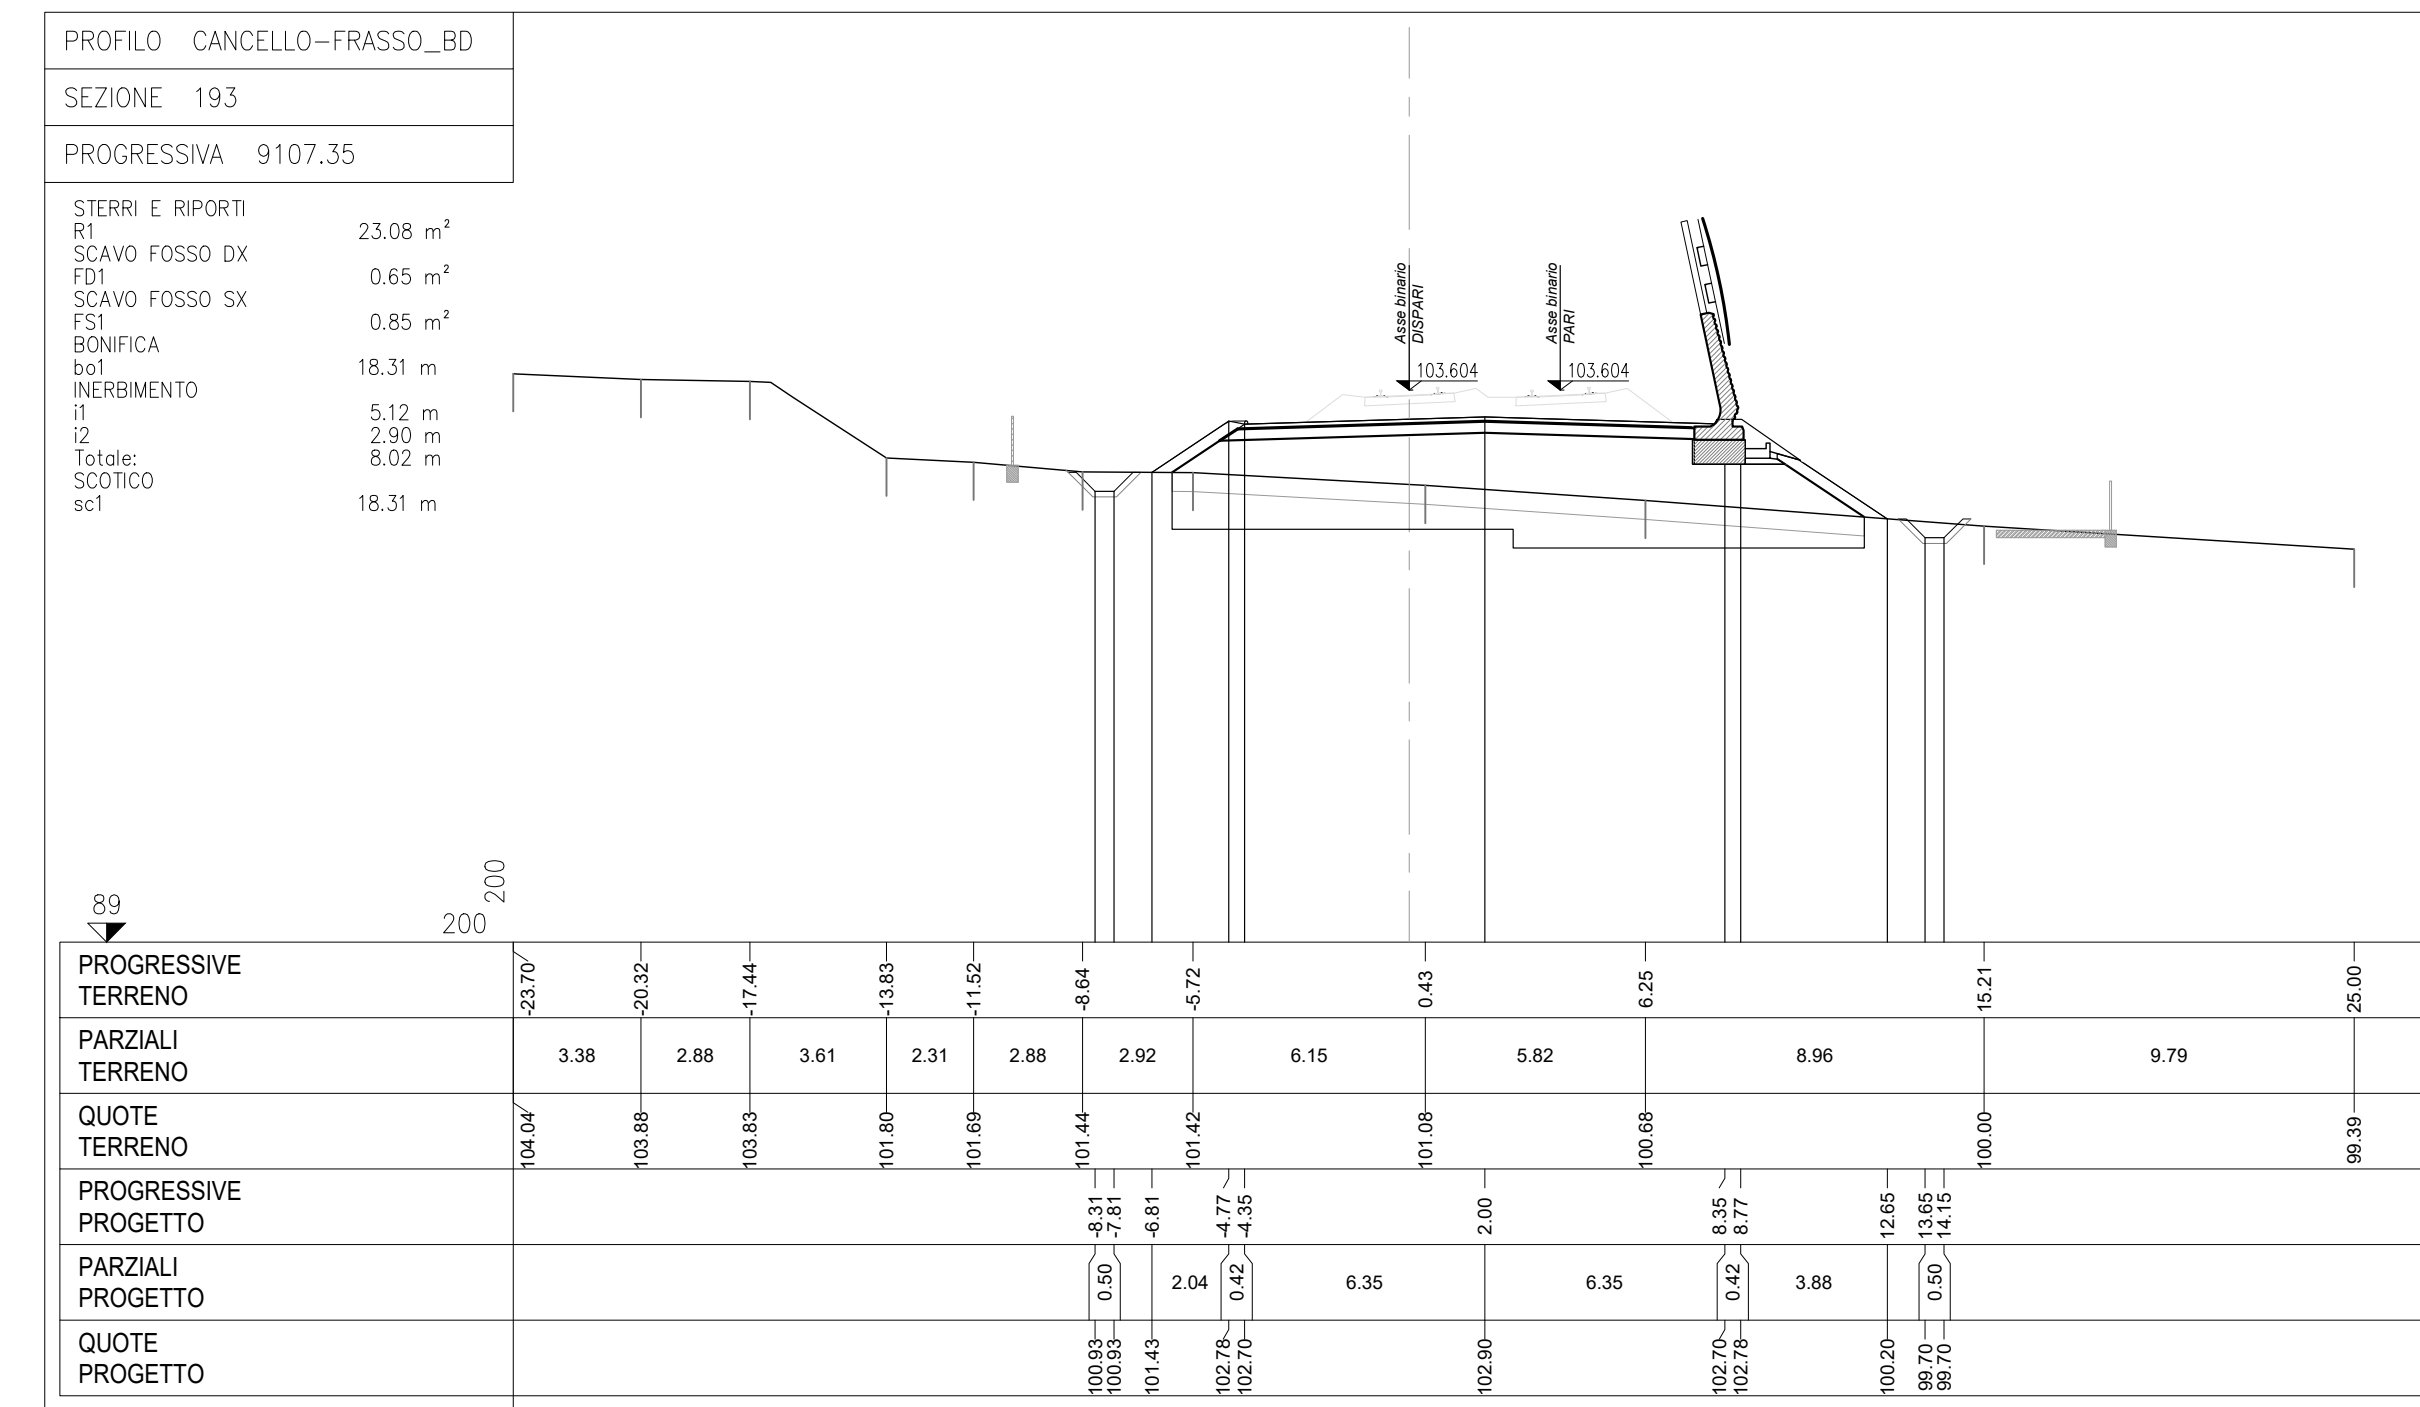 PROFILO CANCELLO-FRASSO_BD
SEZIONE 193
PROGRESSIVA 9107.35
STERRI E RIPORTI
R1 23.08 m²
SCAVO FOSSO DX
FD1 0.65 m²
SCAVO FOSSO SX
FS1 0.85 m²
BONIFICA
bo1 18.31 m
INERBIMENTO
i1 5.12 m
i2 2.90 m
Totale: 8.02 m
SCOTICO
sc1 18.31 m
Asse binario
DISPARI
103.604
Asse binario
PARI
103.604
89
200
200
PROGRESSIVE
TERRENO
-23.70 -20.32 -17.44 -13.83 -11.52 -8.64 -5.72 0.43 6.25 15.21 25.00
PARZIALI
TERRENO
3.38 2.88 3.61 2.31 2.88 2.92 6.15 5.82 8.96 9.79
QUOTE
TERRENO
104.04 103.88 103.83 101.80 101.69 101.44 101.42 101.08 100.68 100.00 99.39
PROGRESSIVE
PROGETTO
-8.31 -7.81 -6.81 -4.77 -4.35 2.00 8.35 8.77 12.65 13.65 14.15
PARZIALI
PROGETTO
0.50 2.04 0.42 6.35 6.35 0.42 3.88 0.50
QUOTE
PROGETTO
100.93 100.93 101.43 102.78 102.70 102.90 102.70 102.78 100.20 99.70 99.70